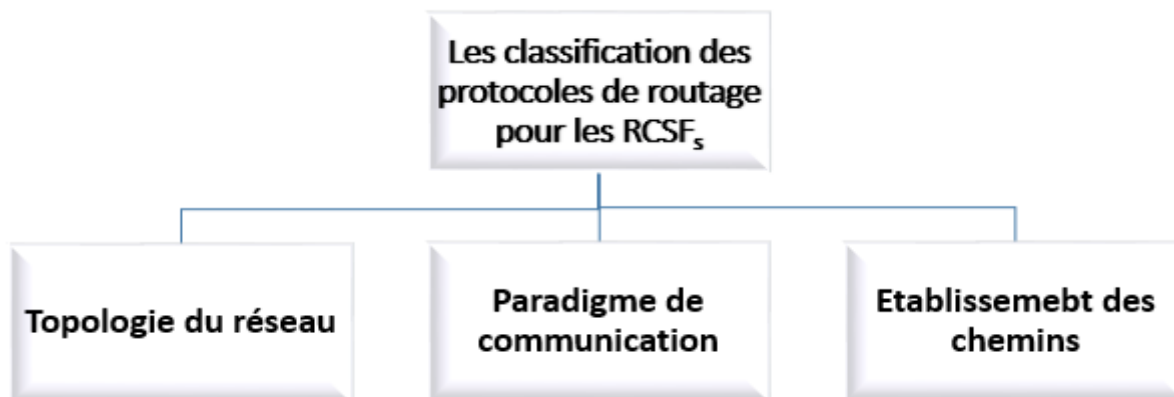 Les classification des
protocoles de routage
pour les RCSFs
Topologie du réseau
Paradigme de
communication
Etablissemebt des
chemins